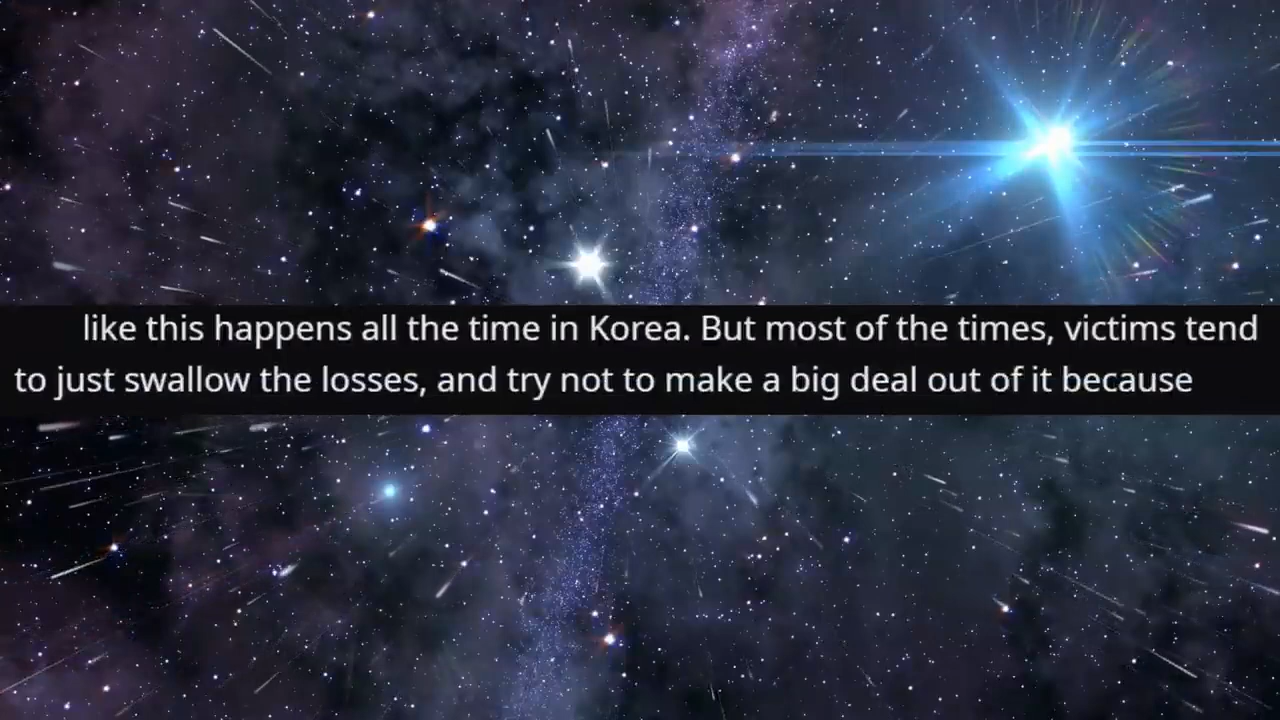 like this happens all the time in Korea. But most of the times, victims tend
to just swallow the losses, and try not to make a big deal out of it because